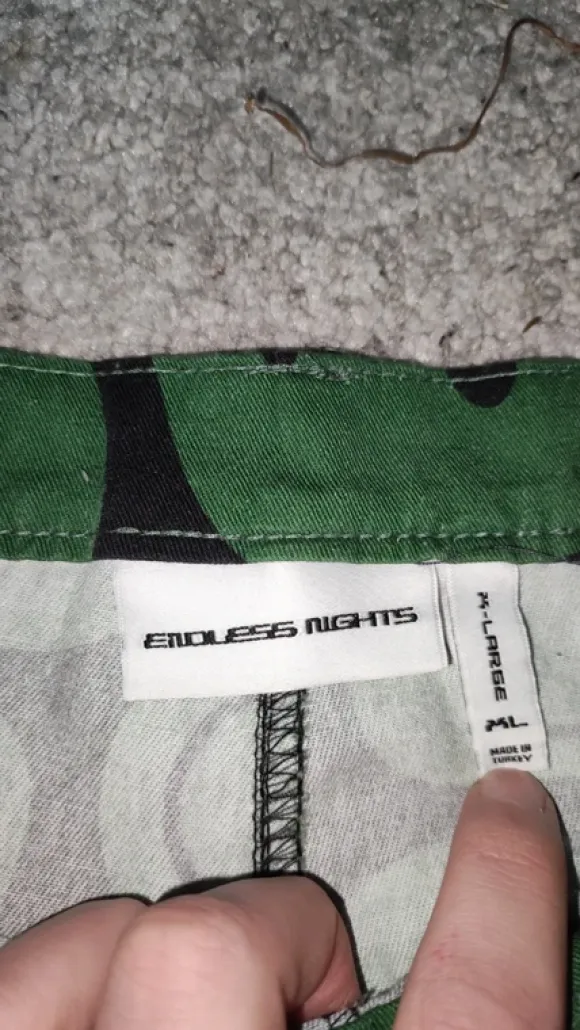 ENDLESS NIGHTS
X-LARGE
XL
MADE IN
TURKEY